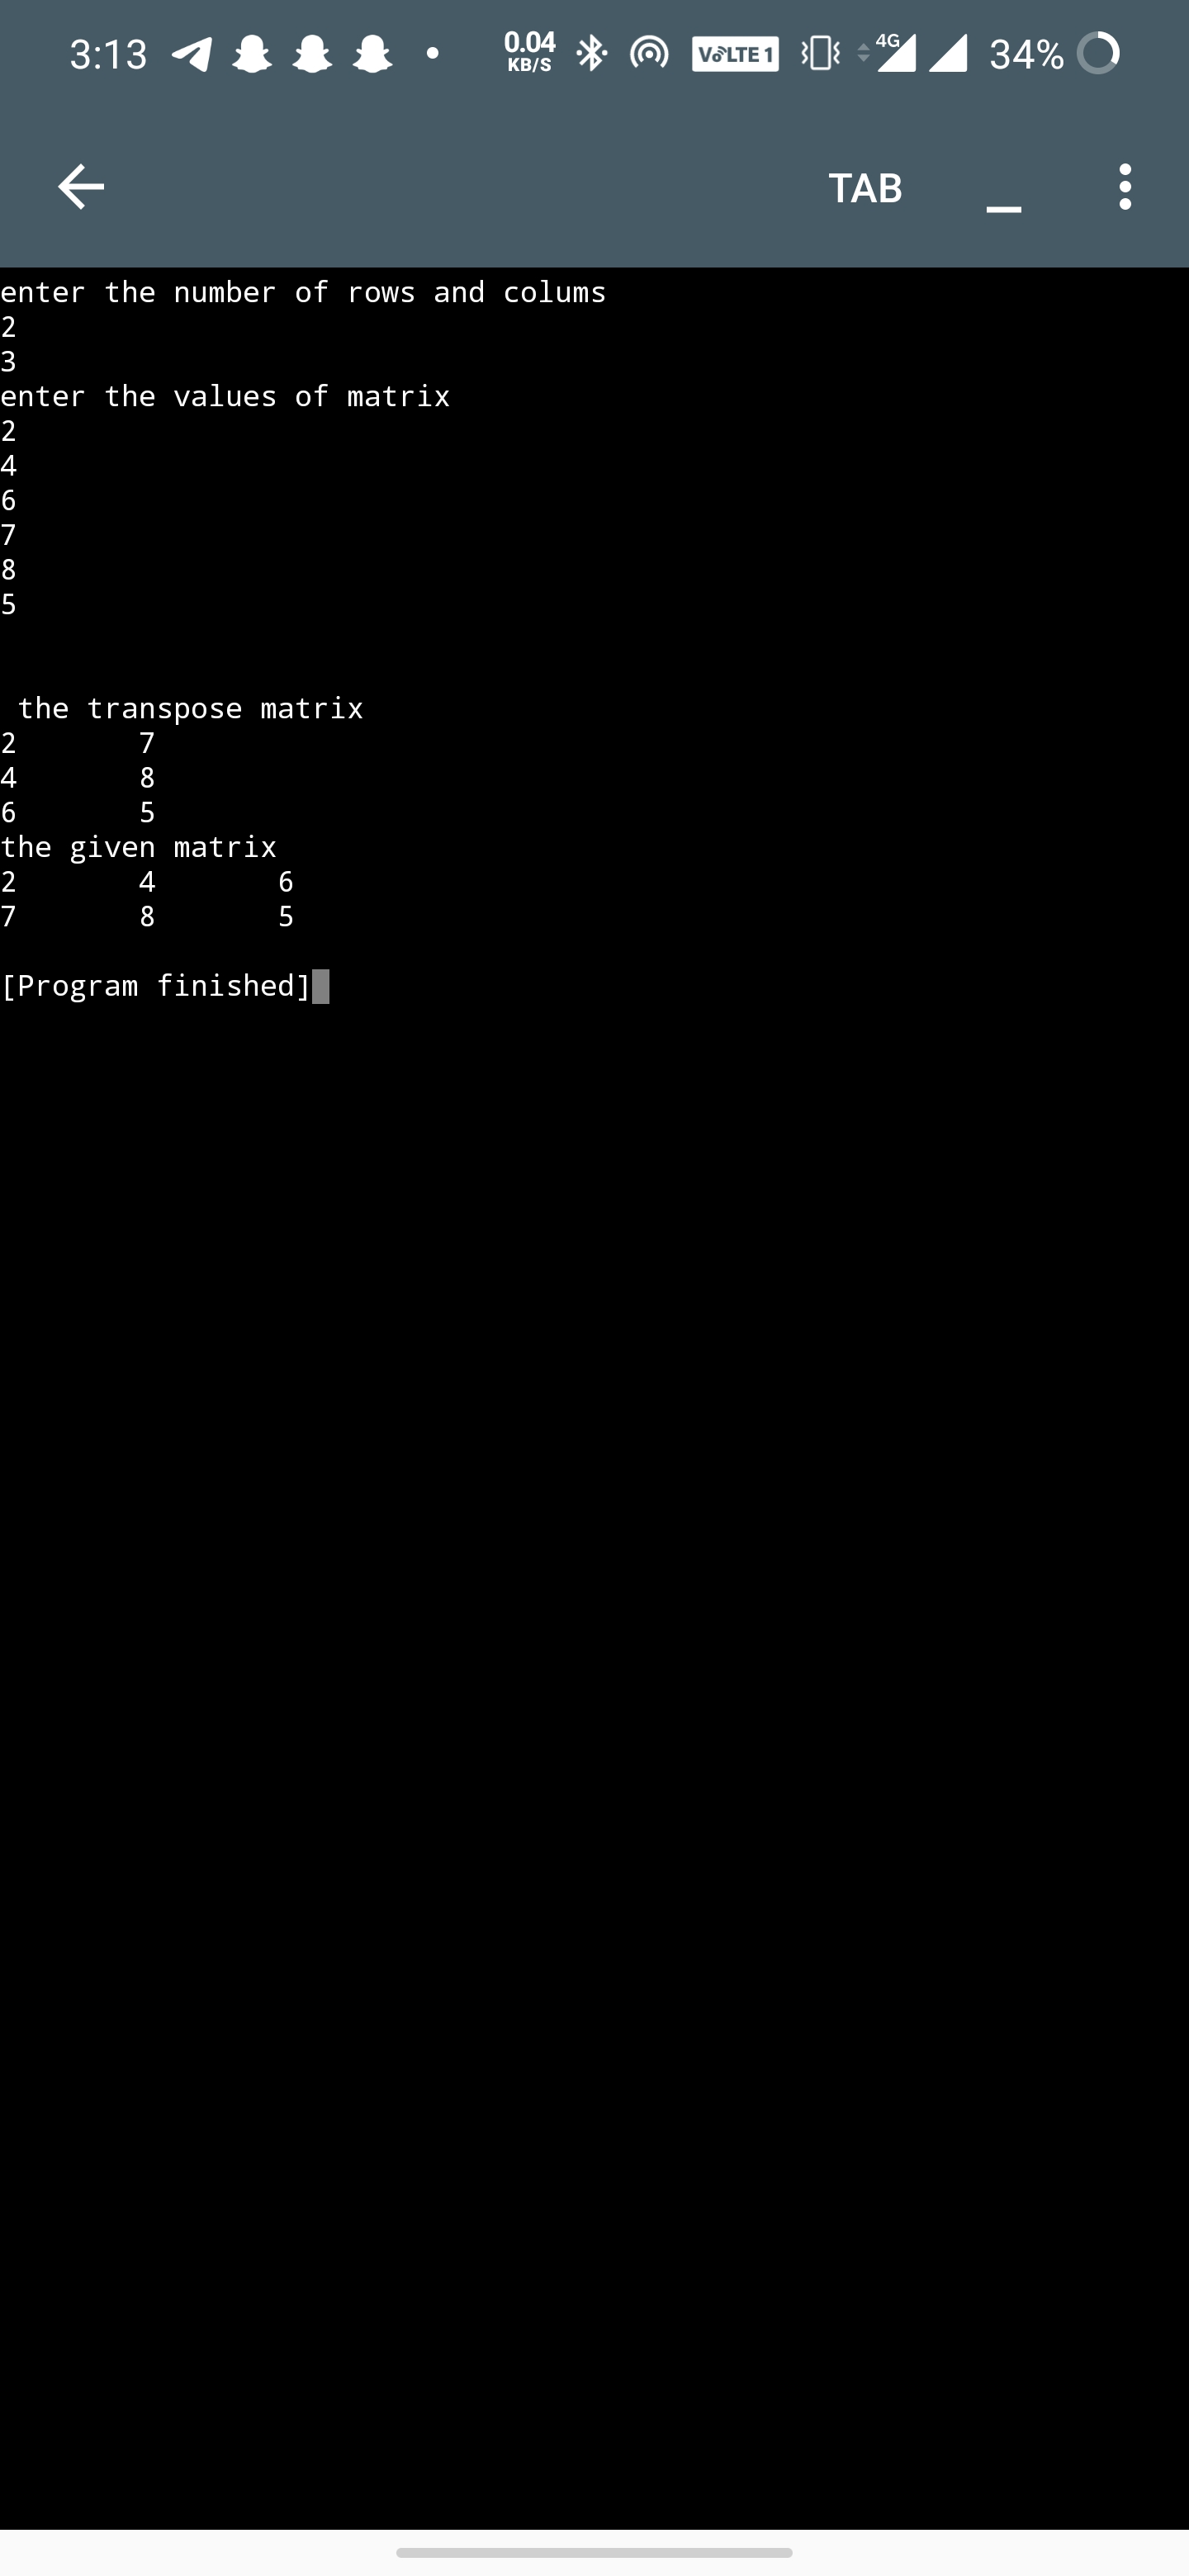 3:13 0.04 KB/S VoLTE 1 4G 34%
TAB _
enter the number of rows and colums
2
3
enter the values of matrix
2
4
6
7
8
5
the transpose matrix
2 7
4 8
6 5
the given matrix
2 4 6
7 8 5
[Program finished]